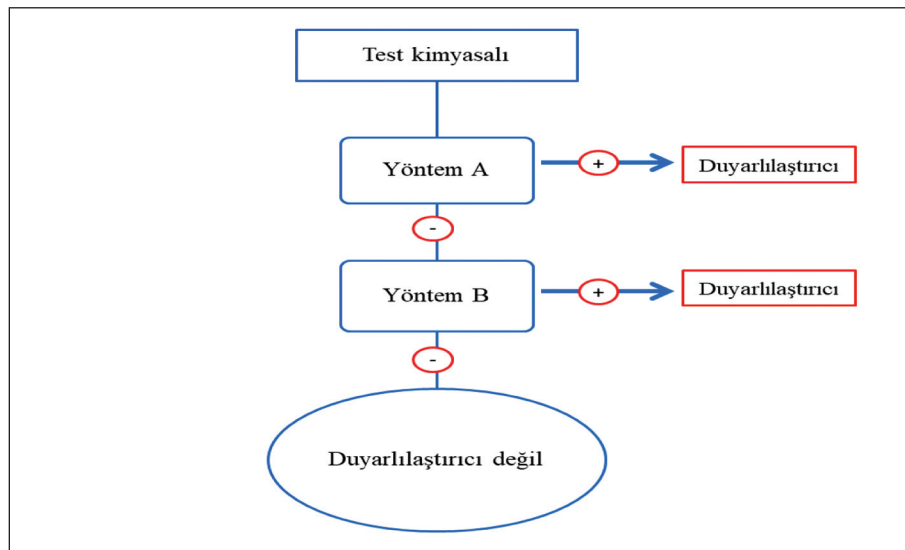 Test kimyasalı
Yöntem A
+
Duyarlılaştırıcı
-
Yöntem B
+
Duyarlılaştırıcı
-
Duyarlılaştırıcı değil